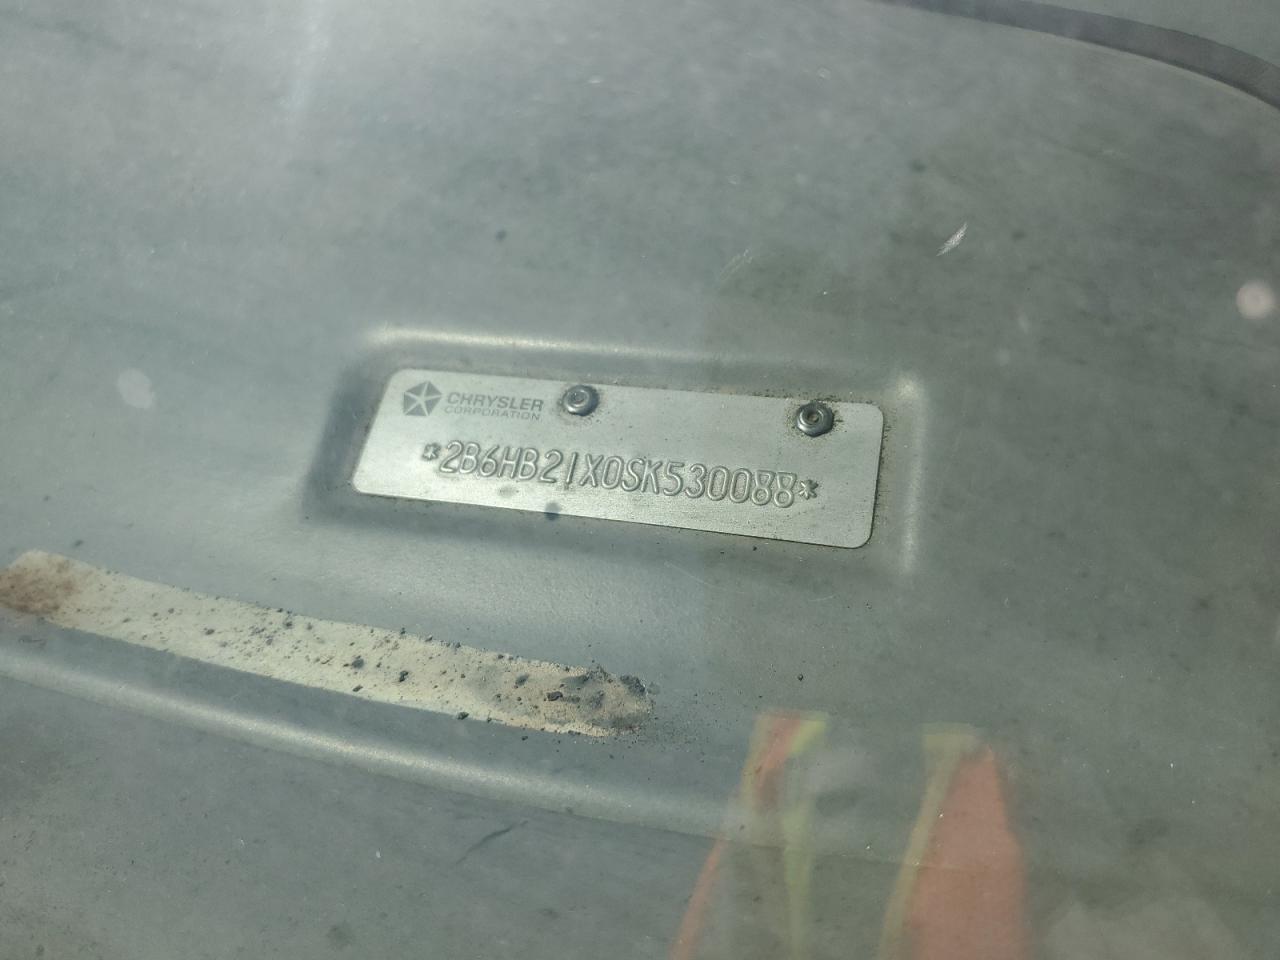 CHRYSLER
CORPORATION
*2B6HB21X0SK530088*